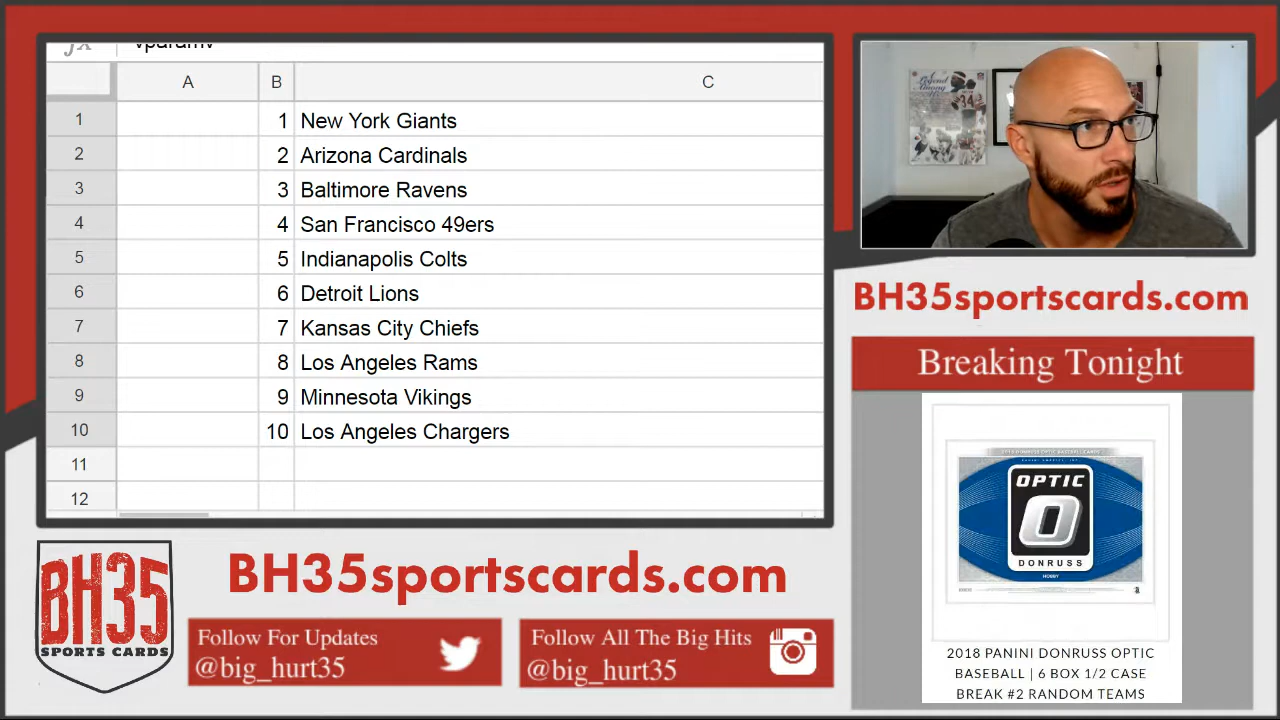 A B C
1 1 New York Giants
2 2 Arizona Cardinals
3 3 Baltimore Ravens
4 4 San Francisco 49ers
5 5 Indianapolis Colts
6 6 Detroit Lions
7 7 Kansas City Chiefs
8 8 Los Angeles Rams
9 9 Minnesota Vikings
10 10 Los Angeles Chargers
11
12
BH35sportscards.com
Breaking Tonight
OPTIC
DONRUSS
HOBBY
2018 PANINI DONRUSS OPTIC
BASEBALL | 6 BOX 1/2 CASE
BREAK #2 RANDOM TEAMS
BH35
SPORTS CARDS
BH35sportscards.com
Follow For Updates
@big_hurt35
Follow All The Big Hits
@big_hurt35
34